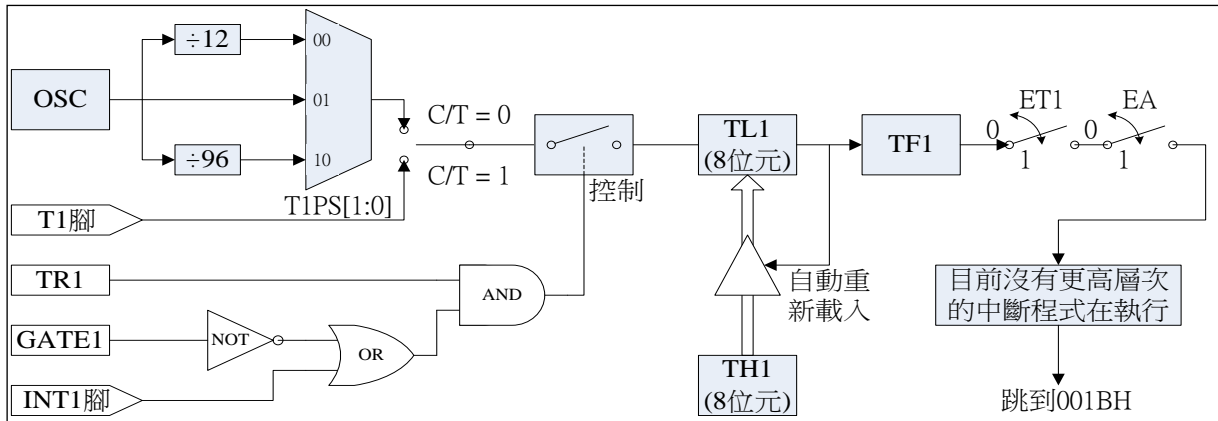 ÷12
00
OSC
01
÷96
10
T1PS[1:0]
C/T = 0
C/T = 1
T1腳
TR1
GATE1
INT1腳
NOT
OR
AND
控制
TL1
(8位元)
自動重
新載入
TH1
(8位元)
TF1
ET1
0
1
EA
0
1
目前沒有更高層次
的中斷程式在執行
跳到001BH